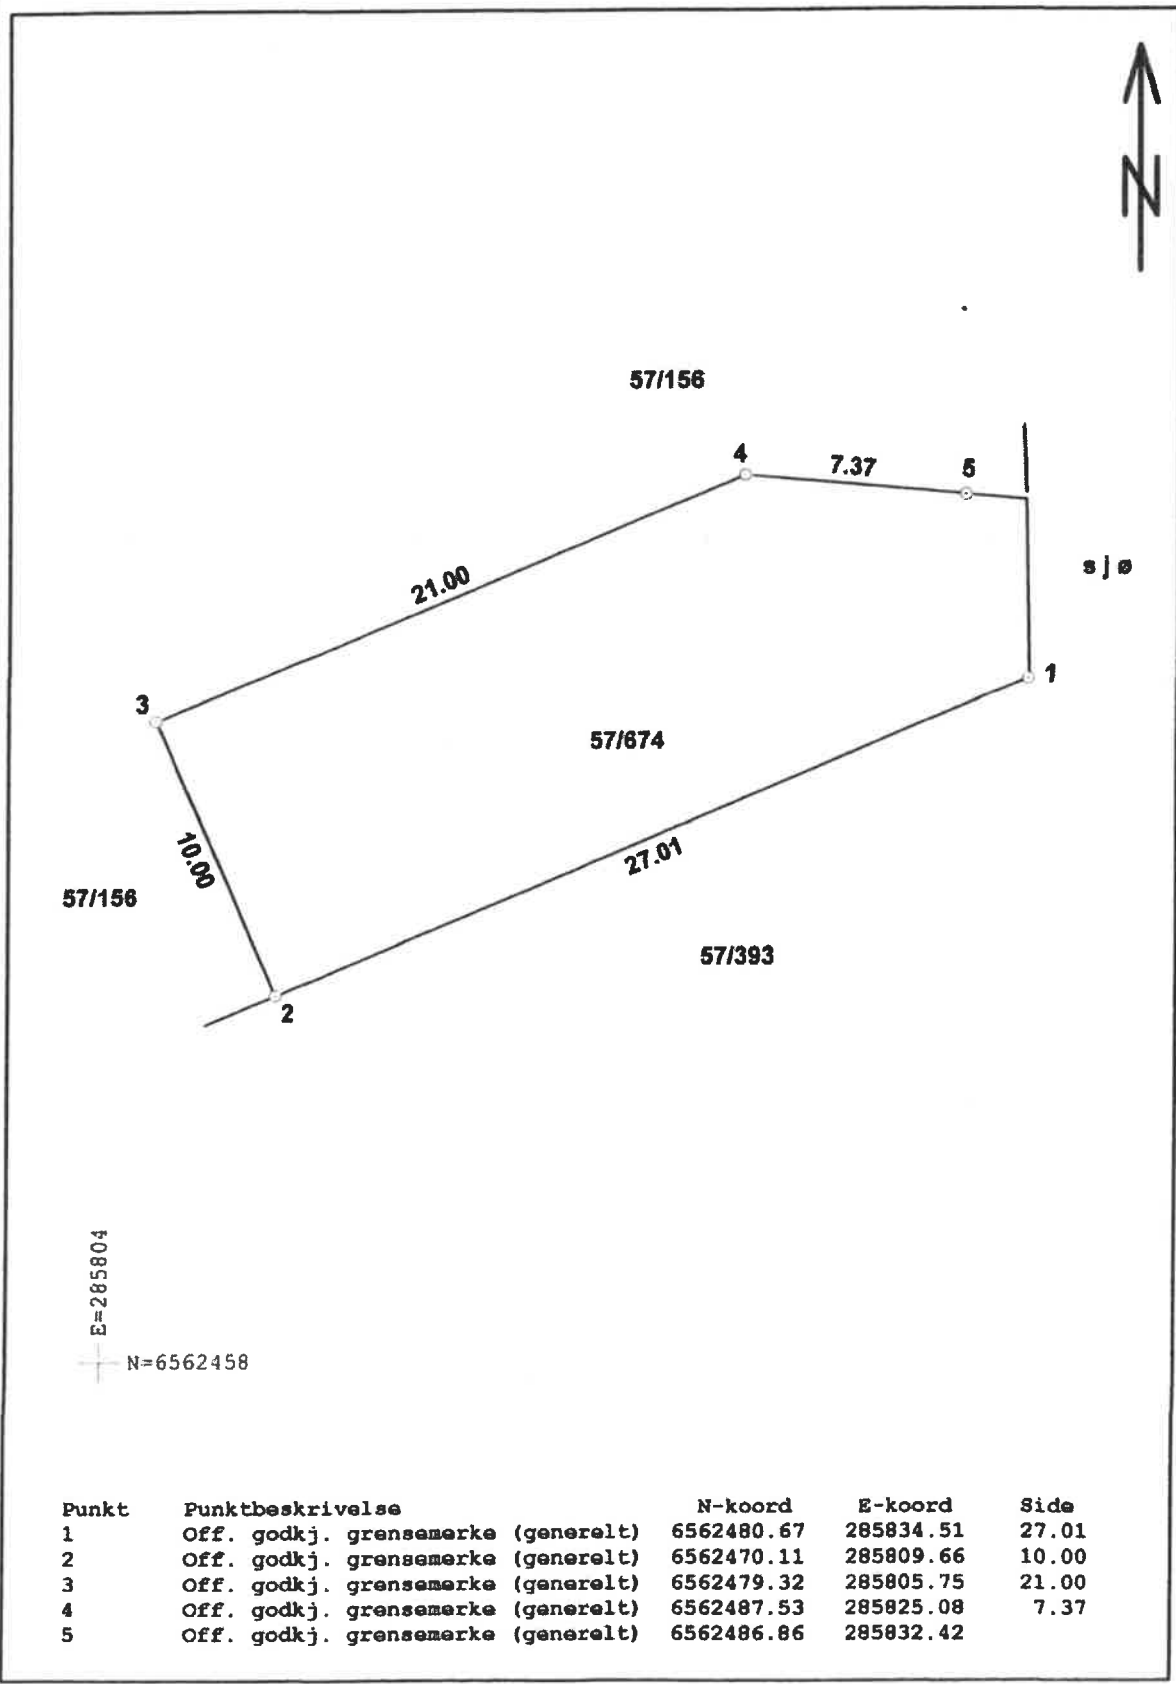 N
57/156
4
7.37
5
21.00
sjø
3
1
57/674
10.00
27.01
57/156
57/393
2
E=285804
N=6562458
Punkt Punktbeskrivelse N-koord E-koord Side
1 Off. godkj. grensemerke (generelt) 6562480.67 285834.51 27.01
2 Off. godkj. grensemerke (generelt) 6562470.11 285809.66 10.00
3 Off. godkj. grensemerke (generelt) 6562479.32 285805.75 21.00
4 Off. godkj. grensemerke (generelt) 6562487.53 285825.08 7.37
5 Off. godkj. grensemerke (generelt) 6562486.86 285832.42